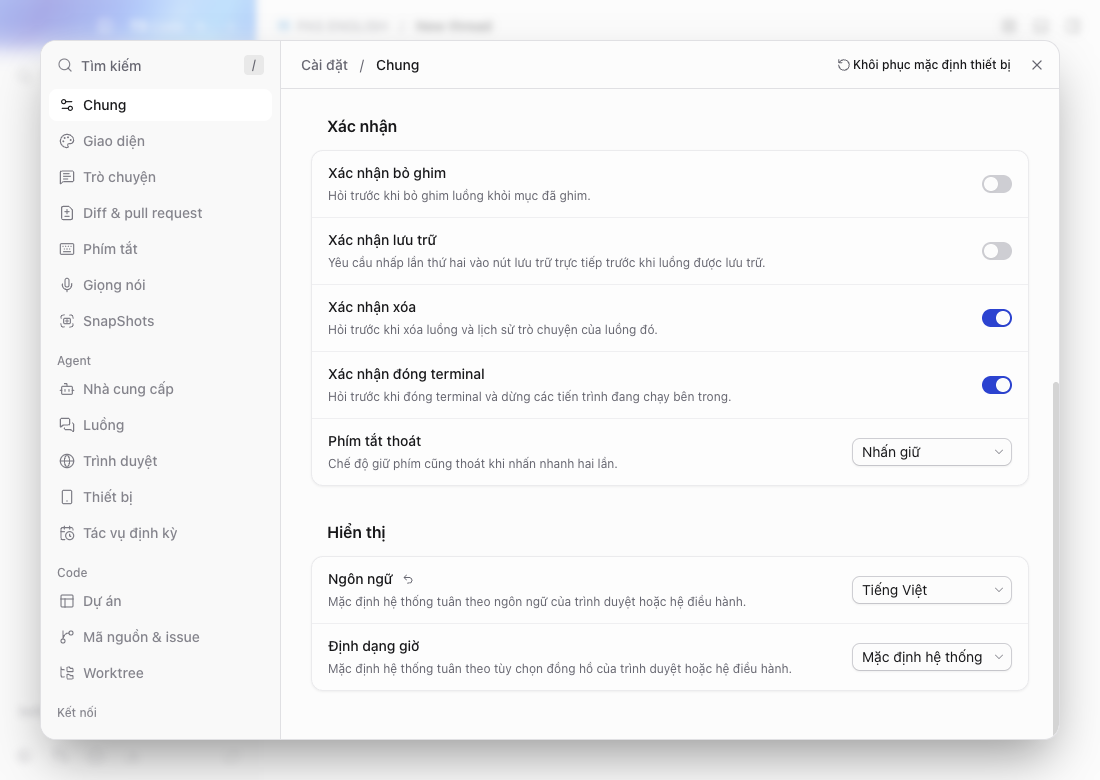 New thread
Tìm kiếm /
Cài đặt / Chung
Khôi phục mặc định thiết bị
Chung
Giao diện
Trò chuyện
Diff & pull request
Phím tắt
Giọng nói
SnapShots
Agent
Nhà cung cấp
Luồng
Trình duyệt
Thiết bị
Tác vụ định kỳ
Code
Dự án
Mã nguồn & issue
Worktree
Kết nối
Xác nhận
Xác nhận bỏ ghim
Hỏi trước khi bỏ ghim luồng khỏi mục đã ghim.
Xác nhận lưu trữ
Yêu cầu nhấp lần thứ hai vào nút lưu trữ trực tiếp trước khi luồng được lưu trữ.
Xác nhận xóa
Hỏi trước khi xóa luồng và lịch sử trò chuyện của luồng đó.
Xác nhận đóng terminal
Hỏi trước khi đóng terminal và dừng các tiến trình đang chạy bên trong.
Phím tắt thoát
Chế độ giữ phím cũng thoát khi nhấn nhanh hai lần.
Nhấn giữ
Hiển thị
Ngôn ngữ
Mặc định hệ thống tuân theo ngôn ngữ của trình duyệt hoặc hệ điều hành.
Tiếng Việt
Định dạng giờ
Mặc định hệ thống tuân theo tùy chọn đồng hồ của trình duyệt hoặc hệ điều hành.
Mặc định hệ thống